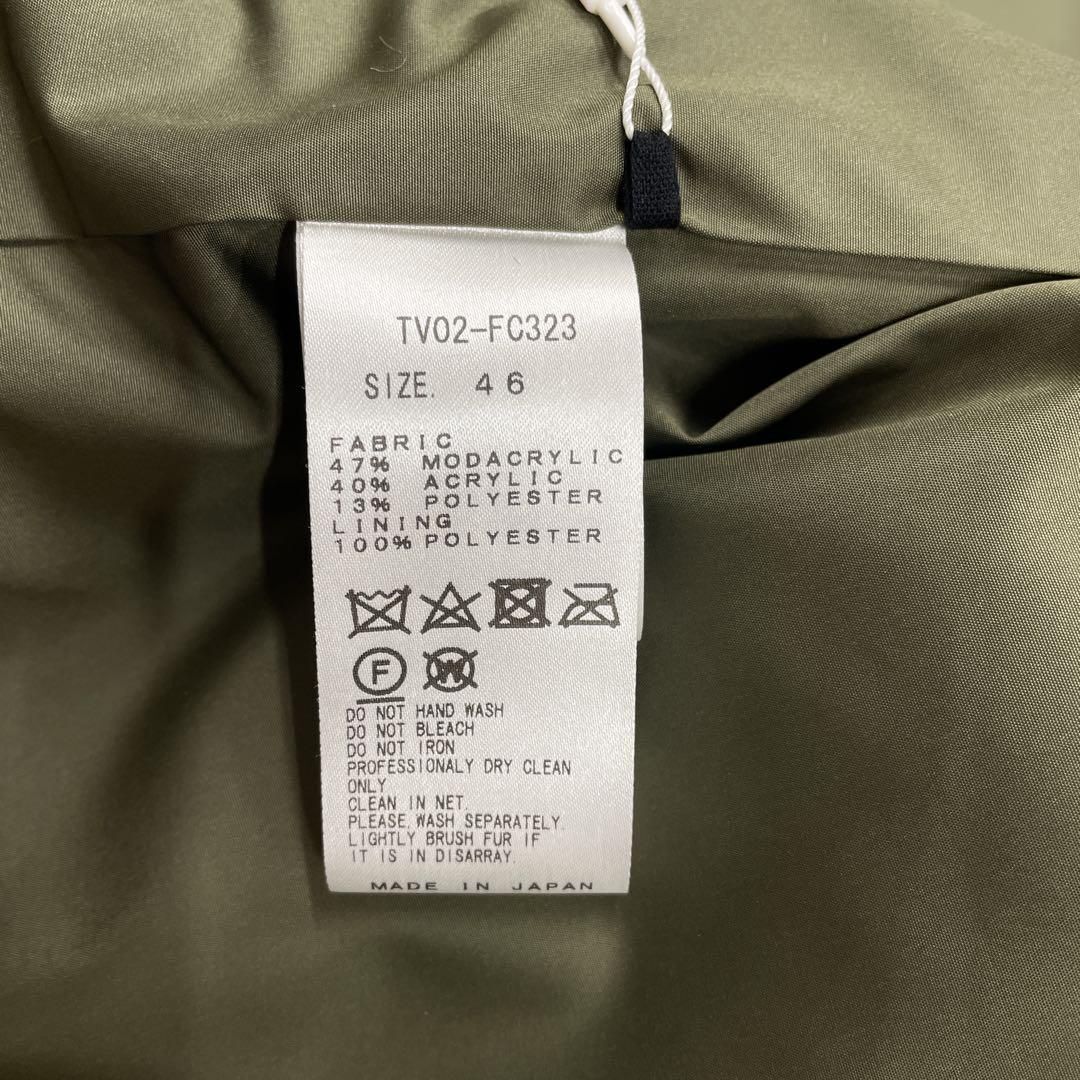 TV02-FC323
SIZE. 46
FABRIC
47% MODACRYLIC
40% ACRYLIC
13% POLYESTER
LINING
100% POLYESTER
F W
DO NOT HAND WASH
DO NOT BLEACH
DO NOT IRON
PROFESSIONALY DRY CLEAN
ONLY
CLEAN IN NET.
PLEASE.WASH SEPARATELY.
LIGHTLY BRUSH FUR IF
IT IS IN DISARRAY.
MADE IN JAPAN